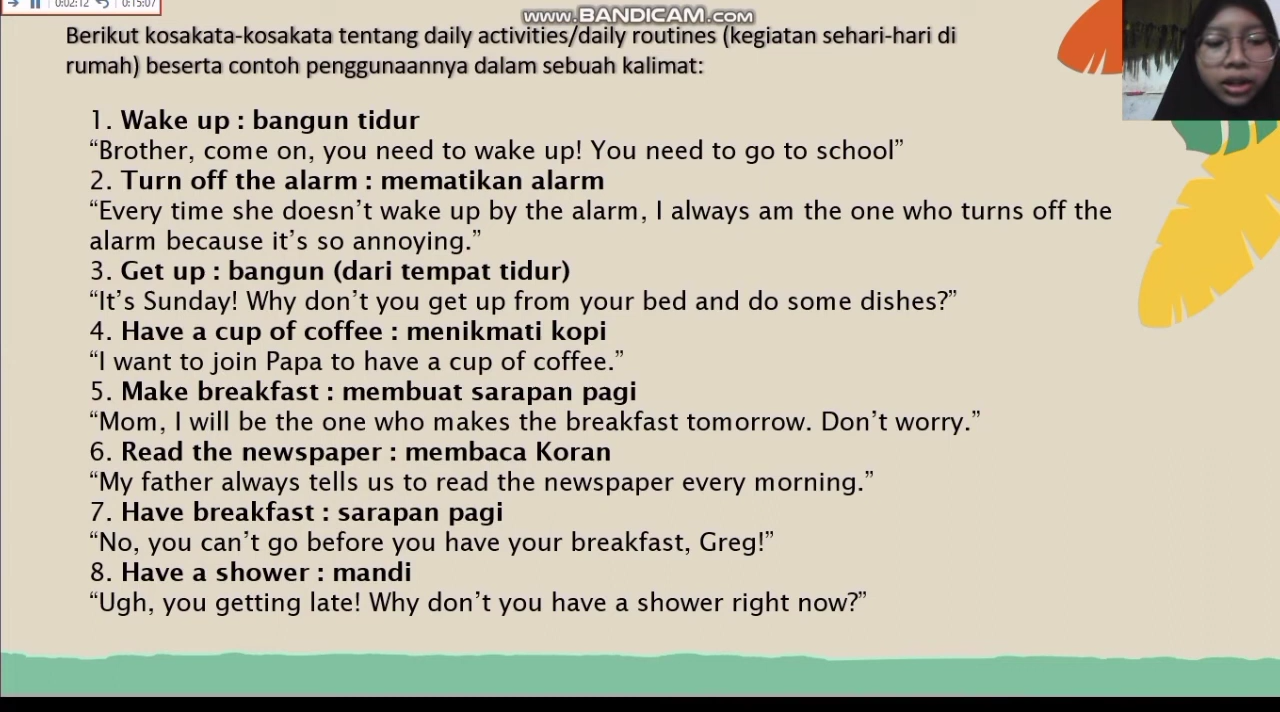 0:02:12 0:15:07
www.BANDICAM.com
Berikut kosakata-kosakata tentang daily activities/daily routines (kegiatan sehari-hari di
rumah) beserta contoh penggunaannya dalam sebuah kalimat:
1. Wake up : bangun tidur
“Brother, come on, you need to wake up! You need to go to school”
2. Turn off the alarm : mematikan alarm
“Every time she doesn’t wake up by the alarm, I always am the one who turns off the
alarm because it’s so annoying.”
3. Get up : bangun (dari tempat tidur)
“It’s Sunday! Why don’t you get up from your bed and do some dishes?”
4. Have a cup of coffee : menikmati kopi
“I want to join Papa to have a cup of coffee.”
5. Make breakfast : membuat sarapan pagi
“Mom, I will be the one who makes the breakfast tomorrow. Don’t worry.”
6. Read the newspaper : membaca Koran
“My father always tells us to read the newspaper every morning.”
7. Have breakfast : sarapan pagi
“No, you can’t go before you have your breakfast, Greg!”
8. Have a shower : mandi
“Ugh, you getting late! Why don’t you have a shower right now?”